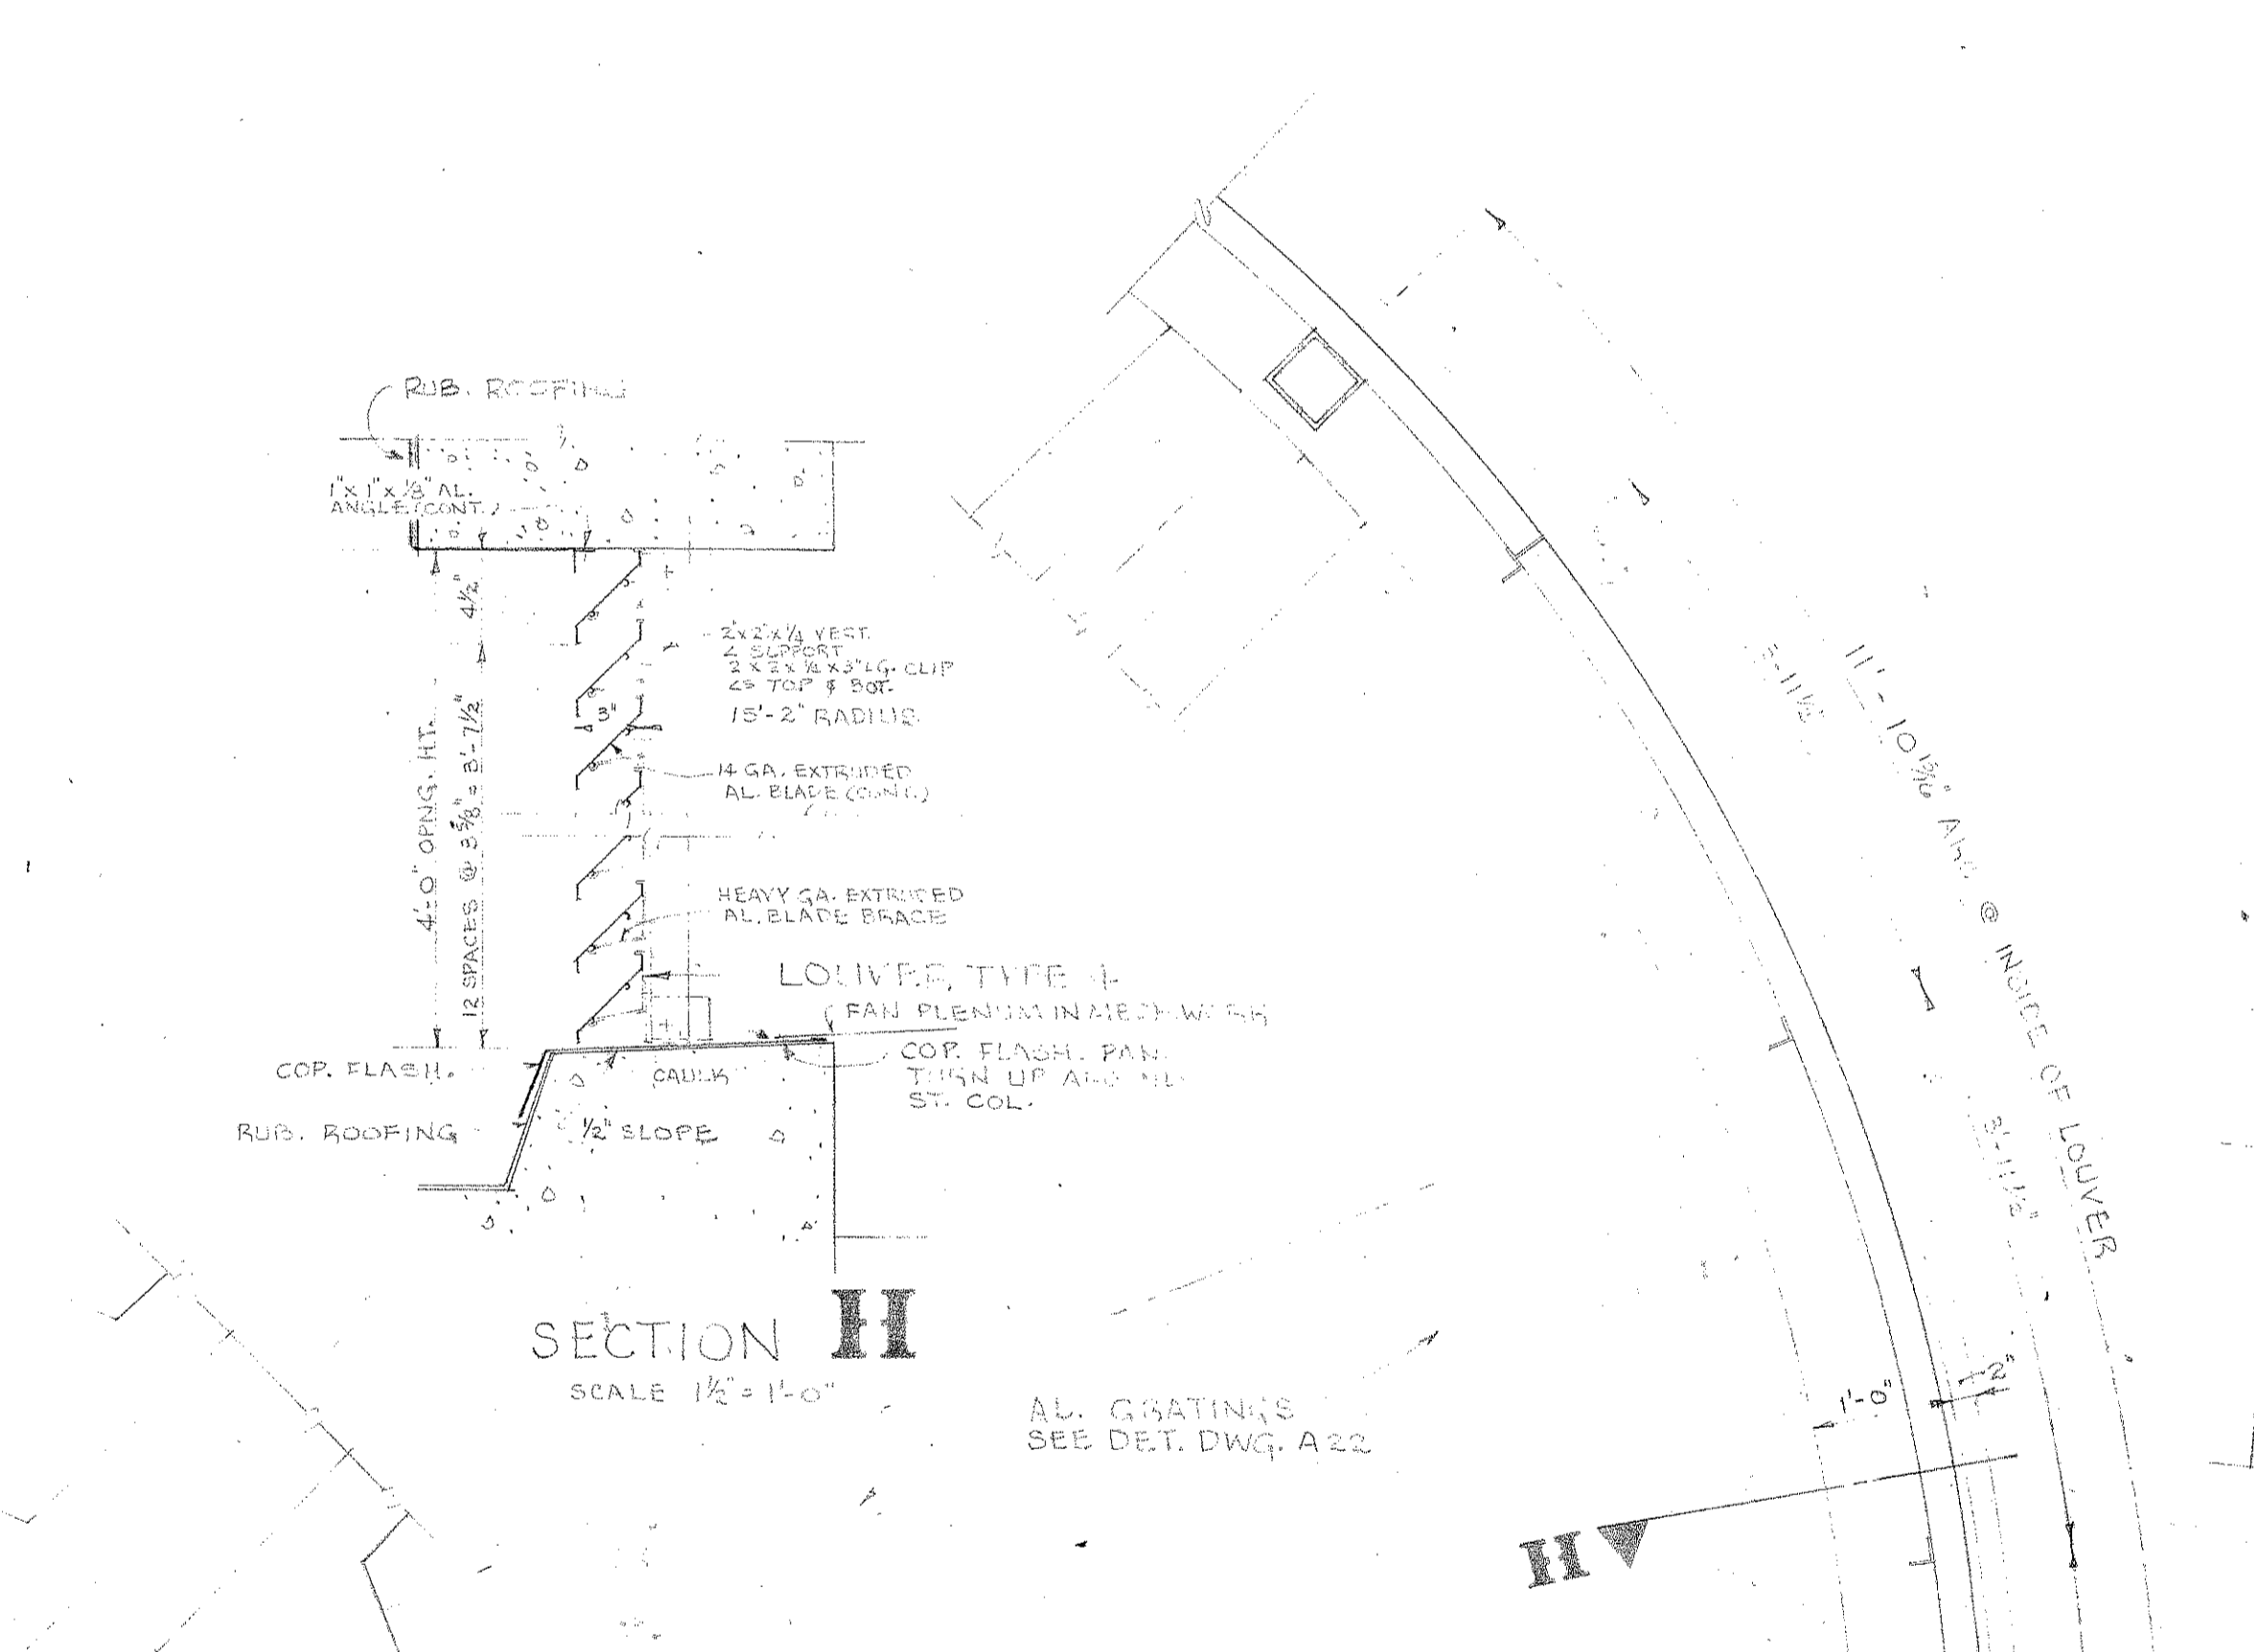 RUB. ROOFING
1" x 1" x 1/8" AL.
ANGLE (CONT.)
4 1/2"
4'-0" OPNG. HT.
12 SPACES @ 3 5/8" = 3'-7 1/2"
2 x 2 x 1/4 VERT.
∠ SUPPORT
2 x 2 x 1/4 x 3" LG. CLIP
∠S TOP & BOT.
15'-2" RADIUS
3"
14 GA. EXTRUDED
AL. BLADE (CONT.)
HEAVY GA. EXTRUDED
AL. BLADE BRACE
LOUVER, TYPE
FAN PLENUM IN MECH. WORK
COP. FLASH.
CAULK
COP. FLASH. PAN.
TURN UP
ST. COL.
RUB. ROOFING
1/2" SLOPE
SECTION H
SCALE 1 1/2" = 1'-0"
AL. GRATINGS
SEE DET. DWG. A22
11'-10 15/16" ARC @ INSIDE OF LOUVER
-11 1/2"
3'-11 1/2"
1'-0"
2"
H